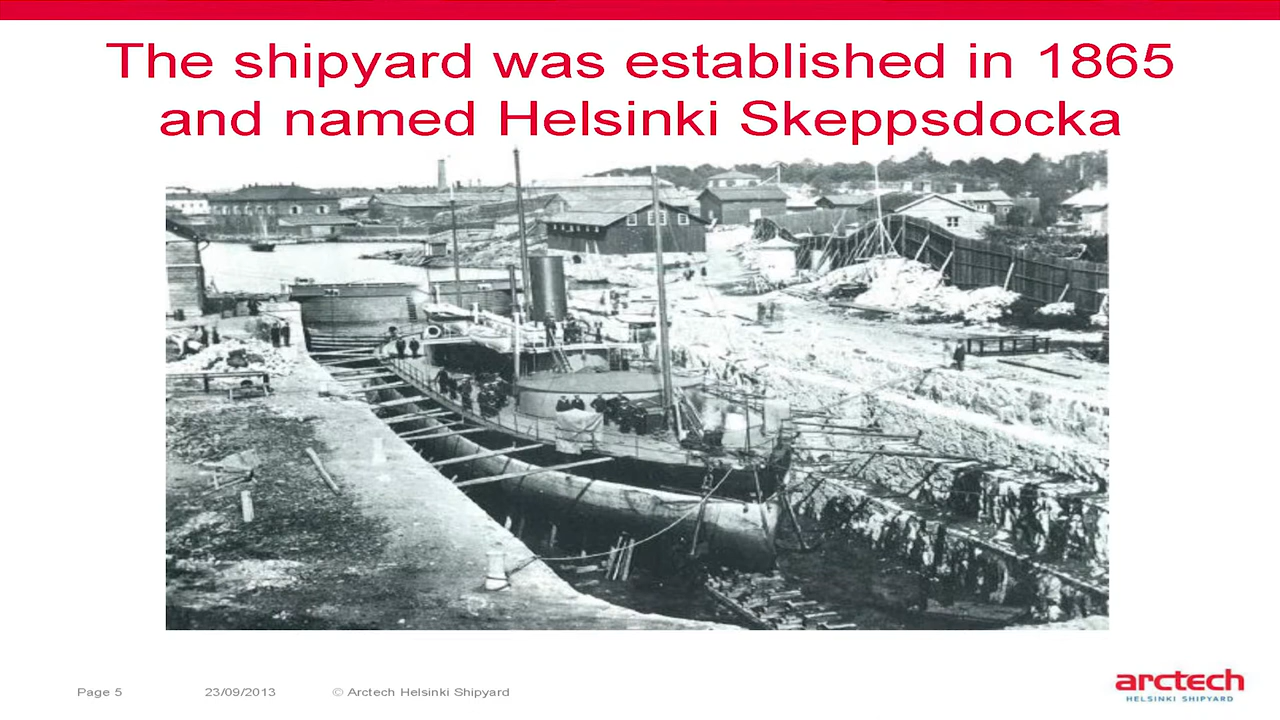 The shipyard was established in 1865
and named Helsinki Skeppsdocka
Page 5 23/09/2013 © Arctech Helsinki Shipyard
arctech
HELSINKI SHIPYARD